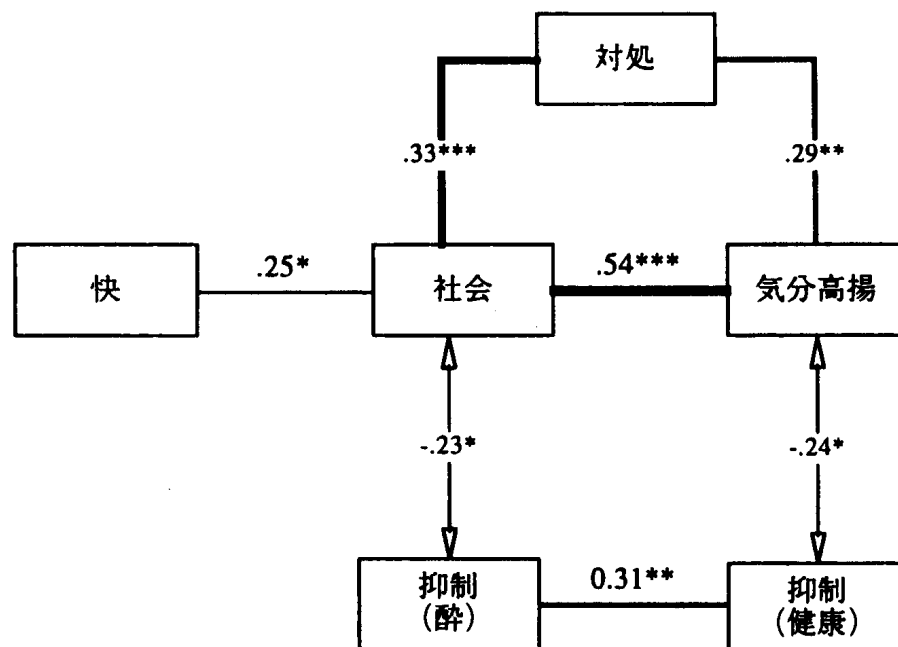 対処
.33***
.29**
快
.25*
社会
.54***
気分高揚
-.23*
-.24*
抑制
(酔)
0.31**
抑制
(健康)